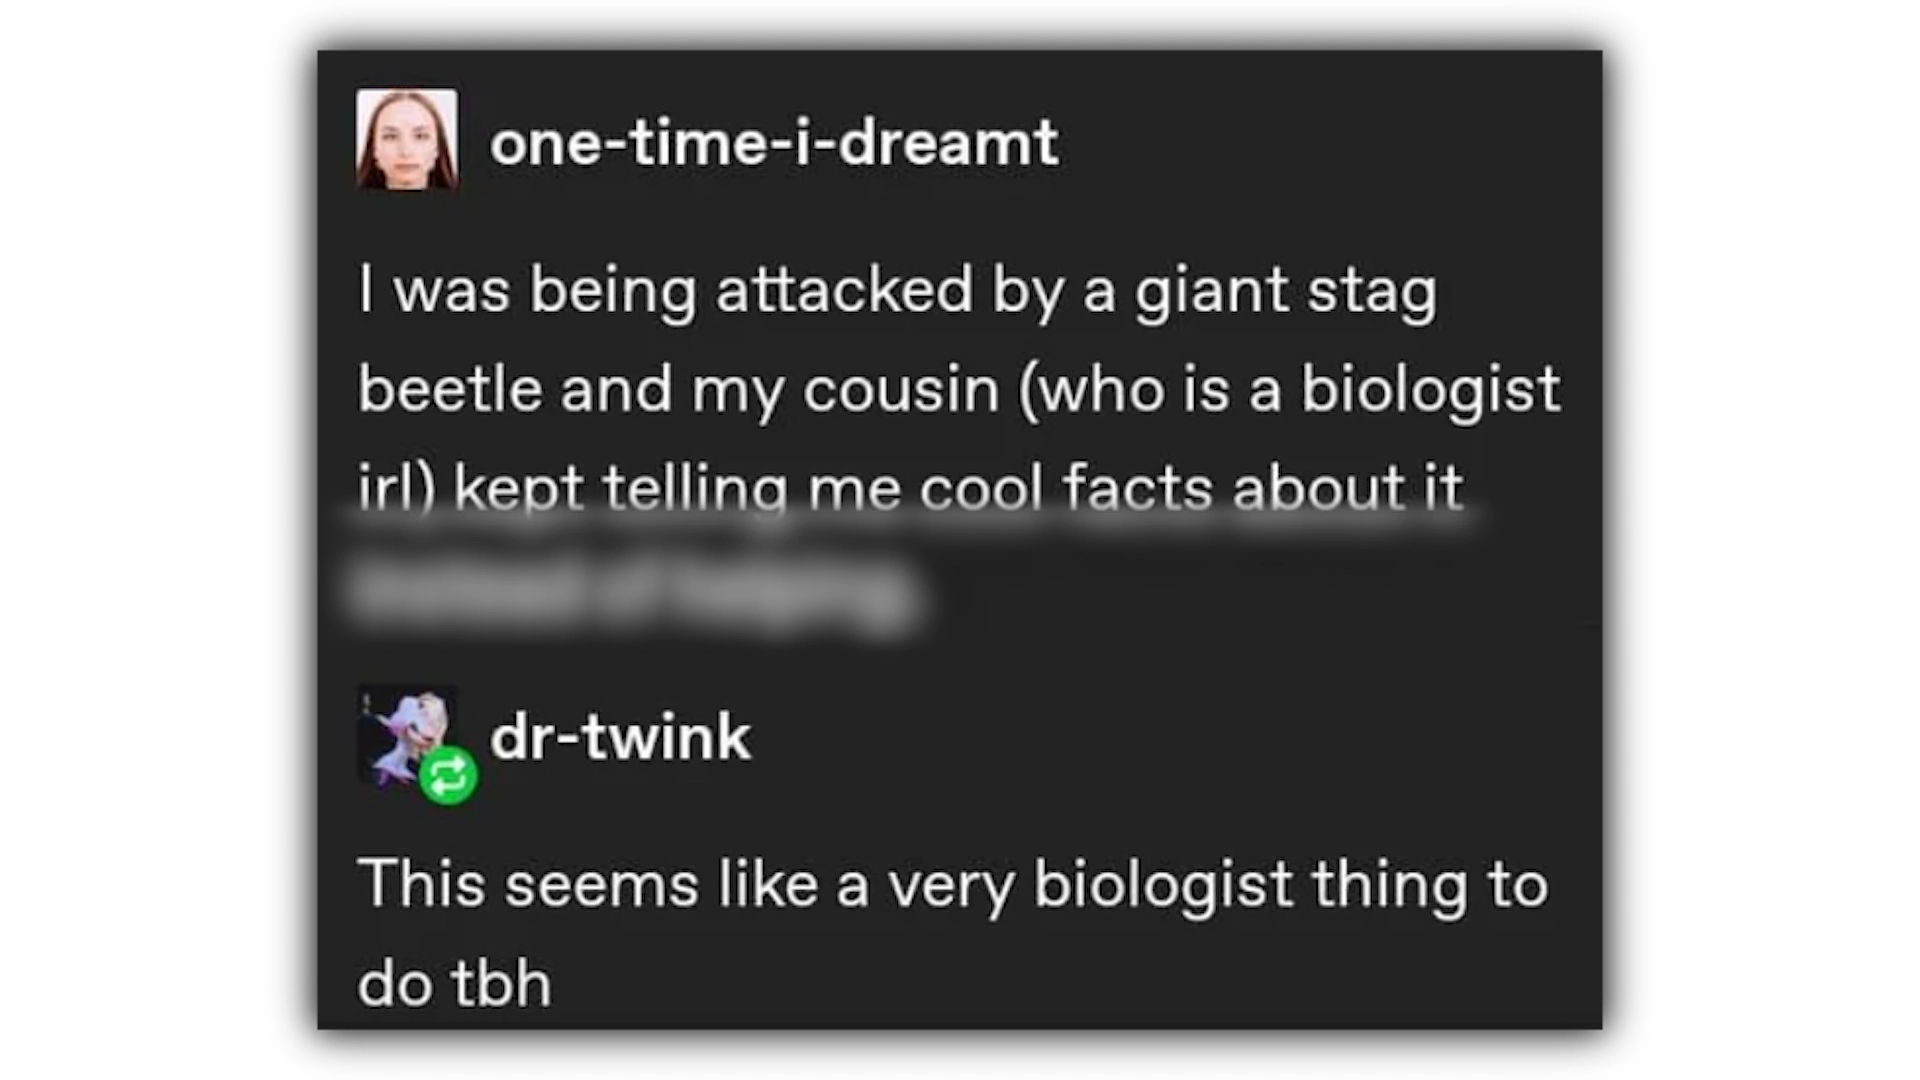 one-time-i-dreamt
I was being attacked by a giant stag
beetle and my cousin (who is a biologist
irl) kept telling me cool facts about it
dr-twink
This seems like a very biologist thing to
do tbh